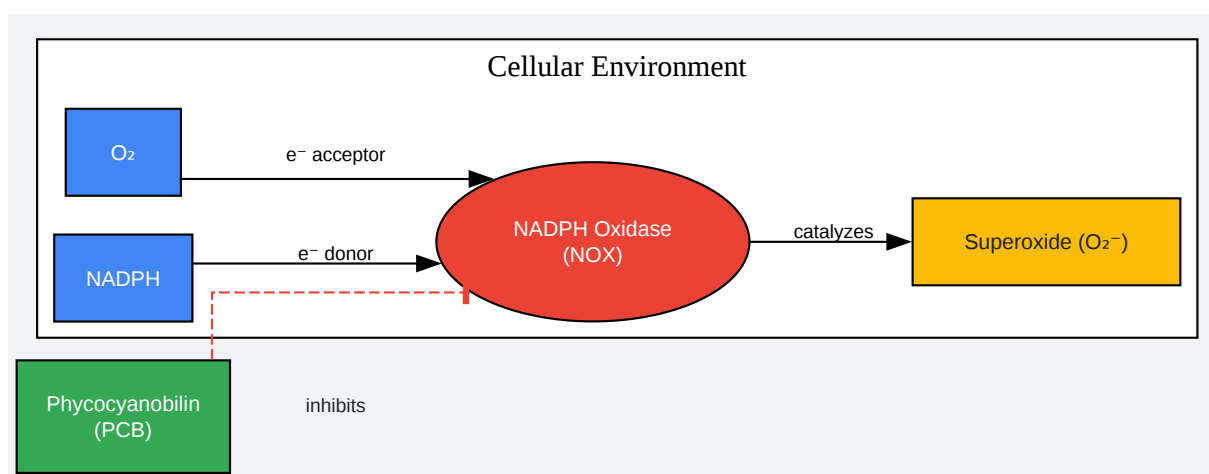 Cellular Environment
O₂
e⁻ acceptor
NADPH Oxidase
(NOX)
catalyzes
Superoxide (O₂⁻)
e⁻ donor
NADPH
Phycocyanobilin
(PCB)
inhibits